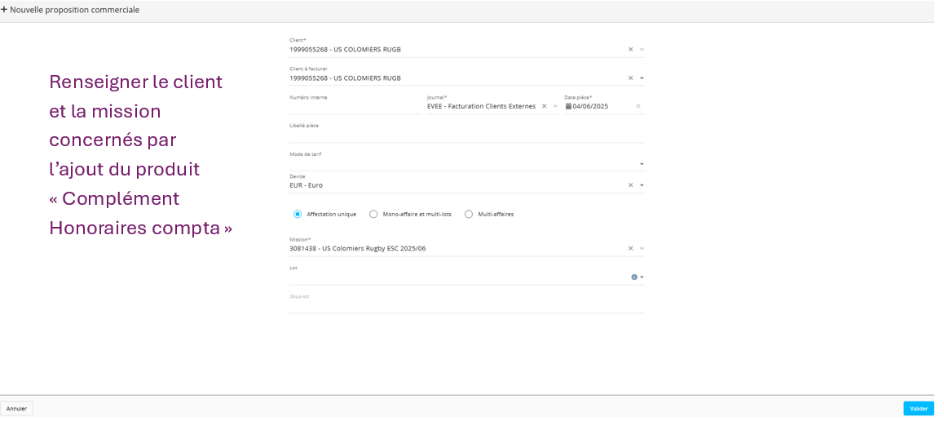 + Nouvelle proposition commerciale
Renseigner le client
et la mission
concernés par
l'ajout du produit
« Complément
Honoraires compta »
Client*
1999055268 - US COLOMIERS RUGB
Client à facturer
1999055268 - US COLOMIERS RUGB
Numéro interne
Journal*
Date pièce*
EVEE - Facturation Clients Externes
04/06/2025
Libellé pièce
Mode de tarif*
Devise
EUR - Euro
Affectation unique
Mono-affaire et multi-lots
Multi-affaires
Mission*
3081438 - US Colomiers Rugby ESC 2025/06
Lot
Sous-lot
Annuler
Valider